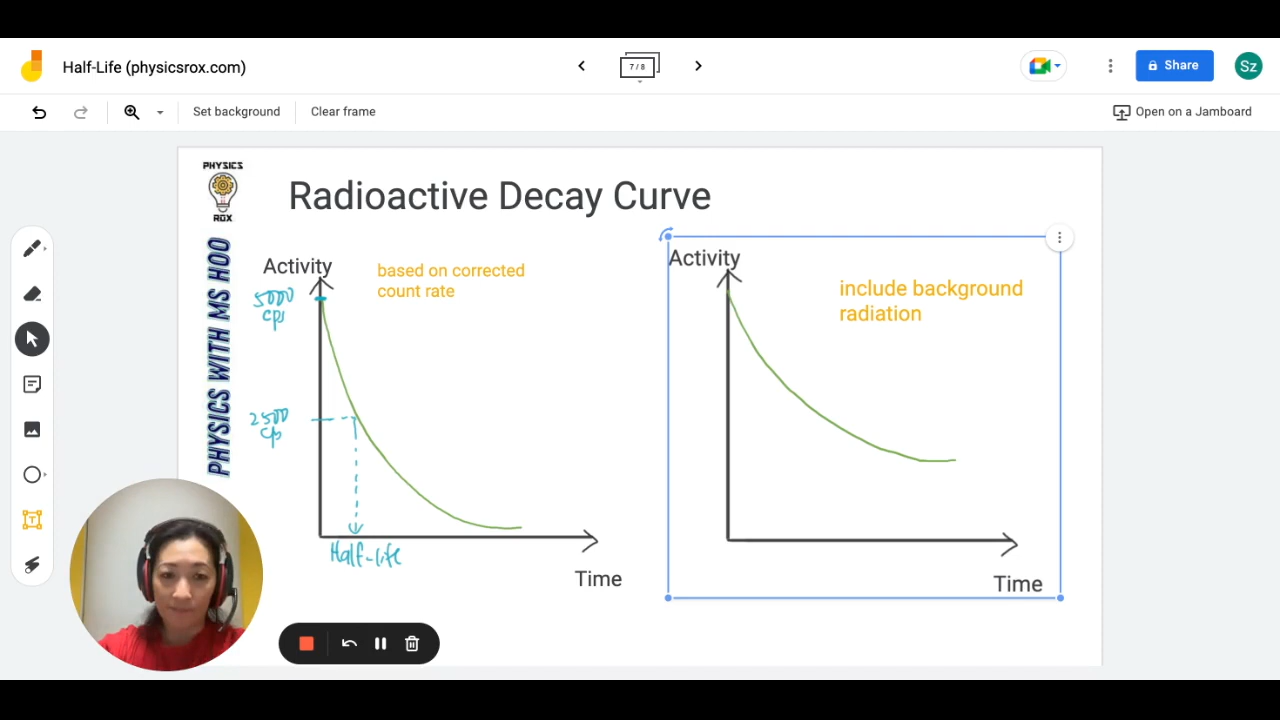 Half-Life (physicsrox.com)
7 / 8
Share
Sz
Set background
Clear frame
Open on a Jamboard
PHYSICS
ROX
PHYSICS WITH MS HOO
Radioactive Decay Curve
Activity
based on corrected
count rate
5000
cps
2500
cps
Half-life
Time
Activity
include background
radiation
Time
T